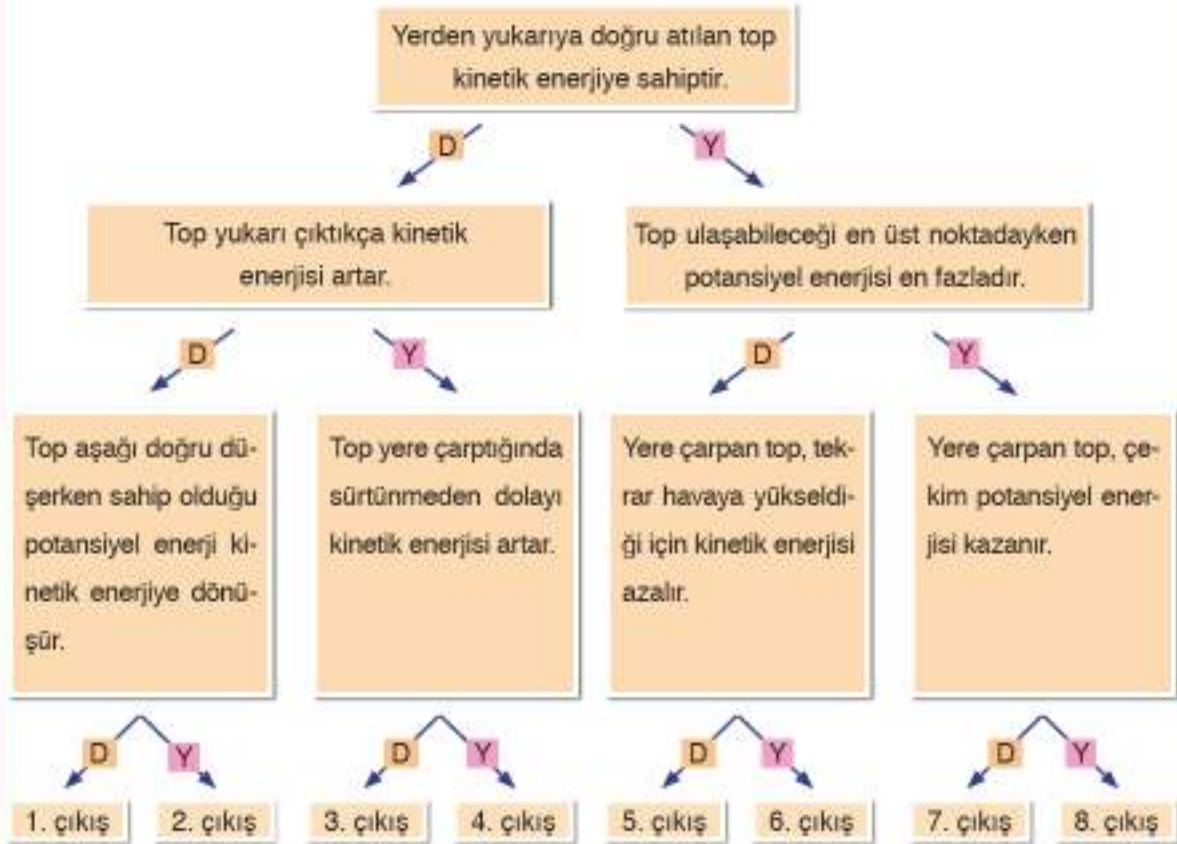 Yerden yukarıya doğru atılan top
kinetik enerjiye sahiptir.
D
Y
Top yukarı çıktıkça kinetik
enerjisi artar.
Top ulaşabileceği en üst noktadayken
potansiyel enerjisi en fazladır.
D
Y
D
Y
Top aşağı doğru dü-
şerken sahip olduğu
potansiyel enerji ki-
netik enerjiye dönü-
şür.
Top yere çarptığında
sürtünmeden dolayı
kinetik enerjisi artar.
Yere çarpan top, tek-
rar havaya yükseldi-
ği için kinetik enerjisi
azalır.
Yere çarpan top, çe-
kim potansiyel ener-
jisi kazanır.
D
Y
D
Y
D
Y
D
Y
1. çıkış
2. çıkış
3. çıkış
4. çıkış
5. çıkış
6. çıkış
7. çıkış
8. çıkış